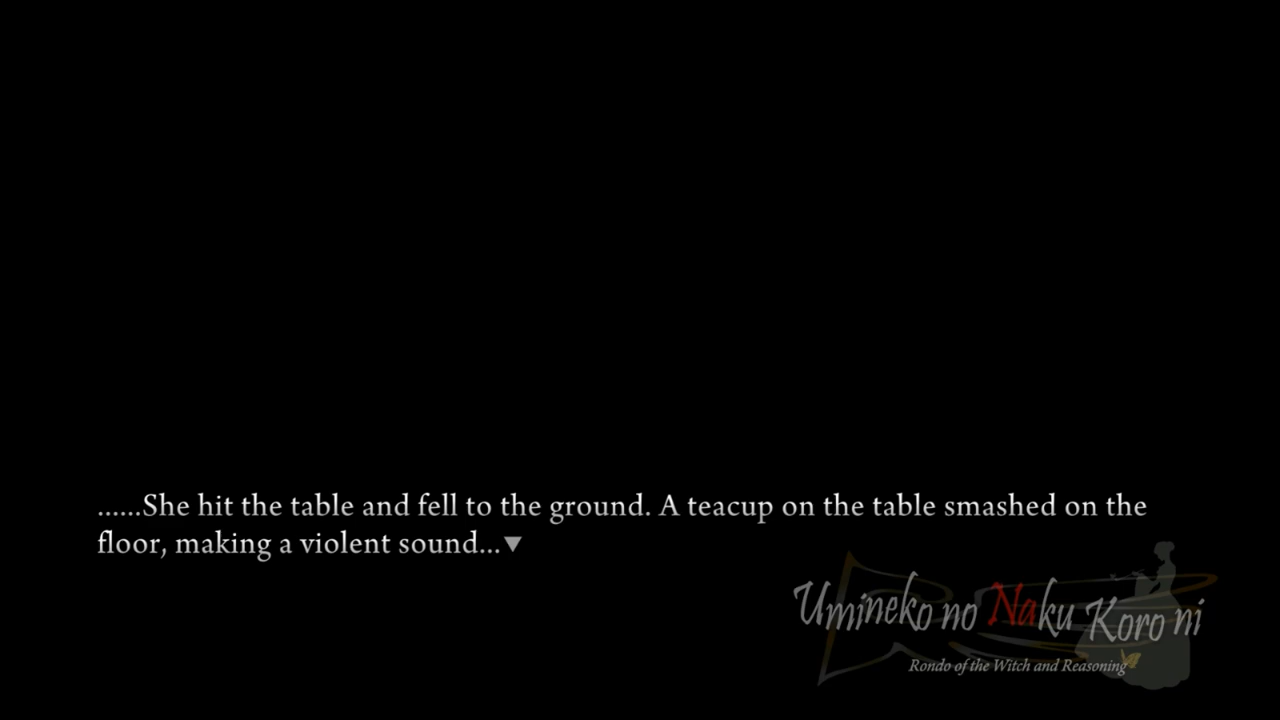 ......She hit the table and fell to the ground. A teacup on the table smashed on the
floor, making a violent sound...
Umineko no Naku Koro ni
Rondo of the Witch and Reasoning